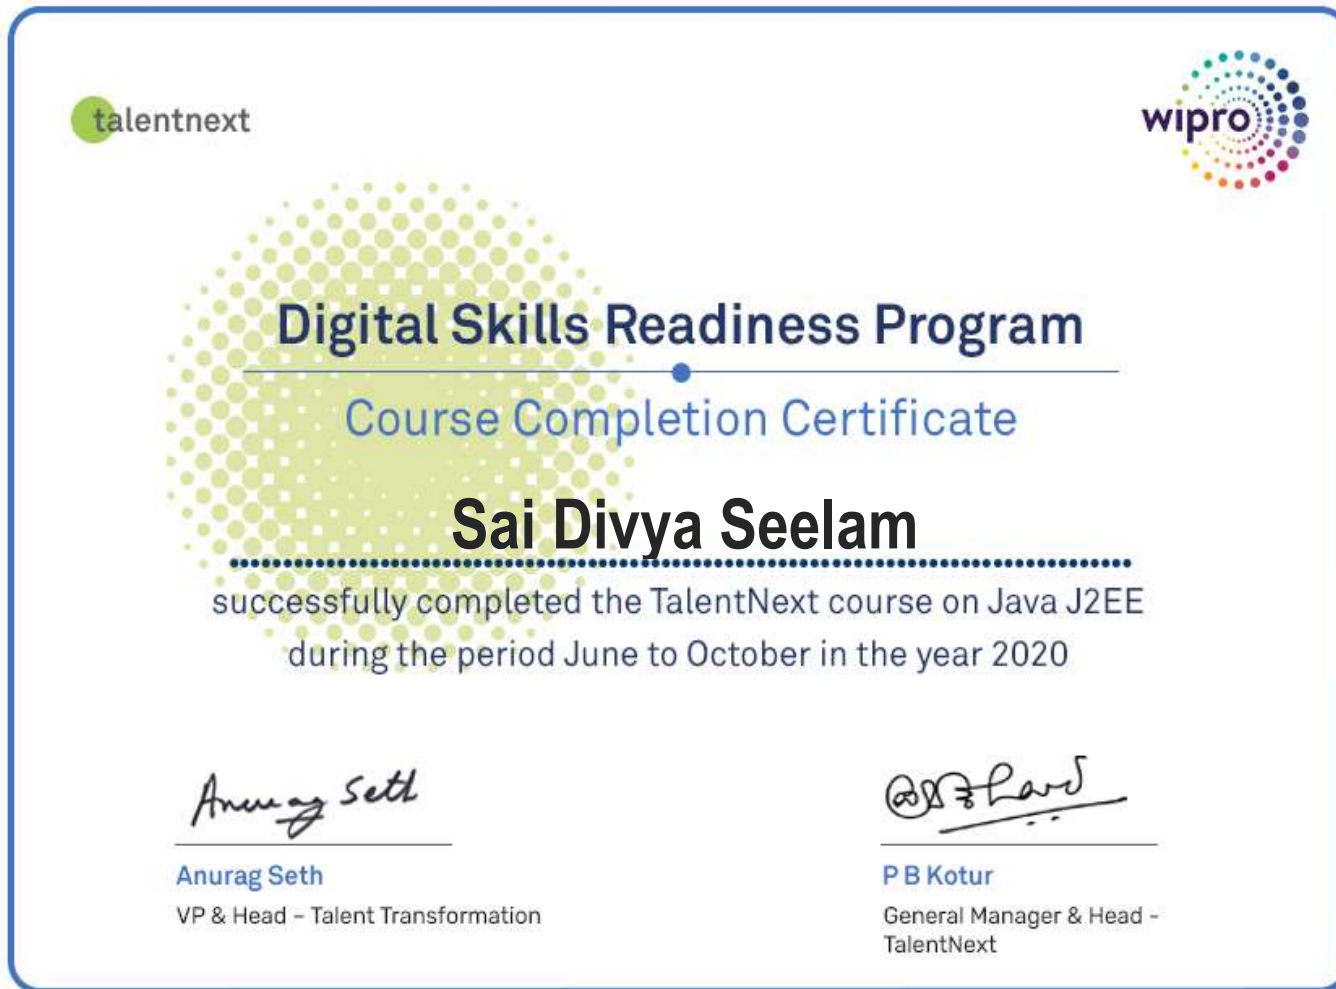 talentnext
wipro
Digital Skills Readiness Program
Course Completion Certificate
Sai Divya Seelam
successfully completed the TalentNext course on Java J2EE
during the period June to October in the year 2020
Anurag Seth
Anurag Seth
P B Kotur
VP & Head – Talent Transformation
General Manager & Head -
TalentNext